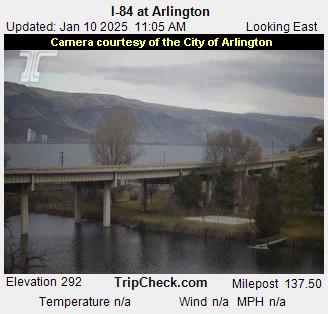 I-84 at Arlington
Updated: Jan 10 2025 11:05 AM Looking East
Camera courtesy of the City of Arlington
Elevation 292 TripCheck.com Milepost 137.50
Temperature n/a Wind n/a MPH n/a